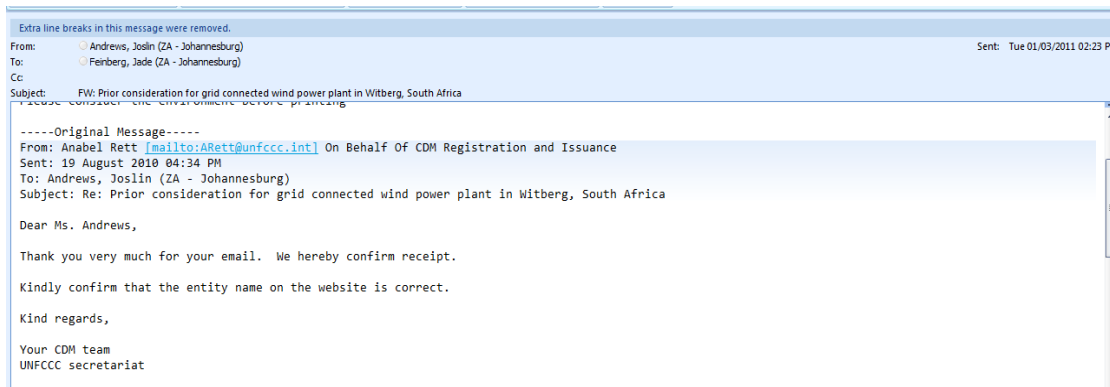 Extra line breaks in this message were removed.
From: Andrews, Joslin (ZA - Johannesburg) Sent: Tue 01/03/2011 02:23 P
To: Feinberg, Jade (ZA - Johannesburg)
Cc:
Subject: FW: Prior consideration for grid connected wind power plant in Witberg, South Africa
Please consider the environment before printing
-----Original Message-----
From: Anabel Rett [mailto:ARett@unfccc.int] On Behalf Of CDM Registration and Issuance
Sent: 19 August 2010 04:34 PM
To: Andrews, Joslin (ZA - Johannesburg)
Subject: Re: Prior consideration for grid connected wind power plant in Witberg, South Africa
Dear Ms. Andrews,
Thank you very much for your email. We hereby confirm receipt.
Kindly confirm that the entity name on the website is correct.
Kind regards,
Your CDM team
UNFCCC secretariat